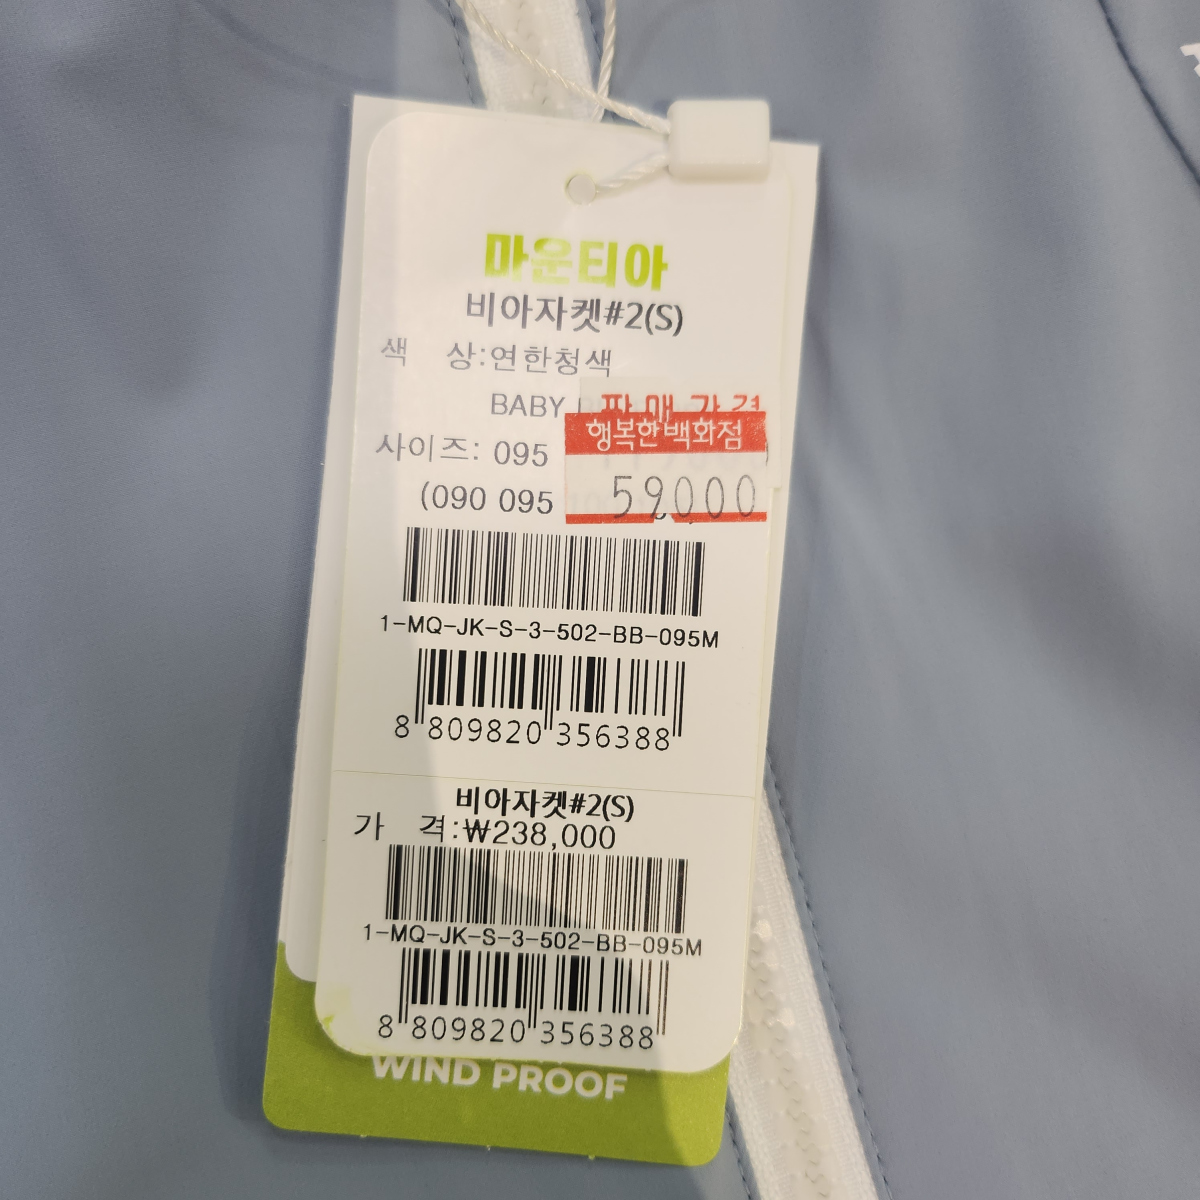 마운티아
비아자켓#2(S)
색 상:연한청색
BABY
판매가격
행복한백화점
사이즈: 095
59000
(090 095
1-MQ-JK-S-3-502-BB-095M
8 809820 356388
비아자켓#2(S)
가 격:₩238,000
1-MQ-JK-S-3-502-BB-095M
8 809820 356388
WIND PROOF